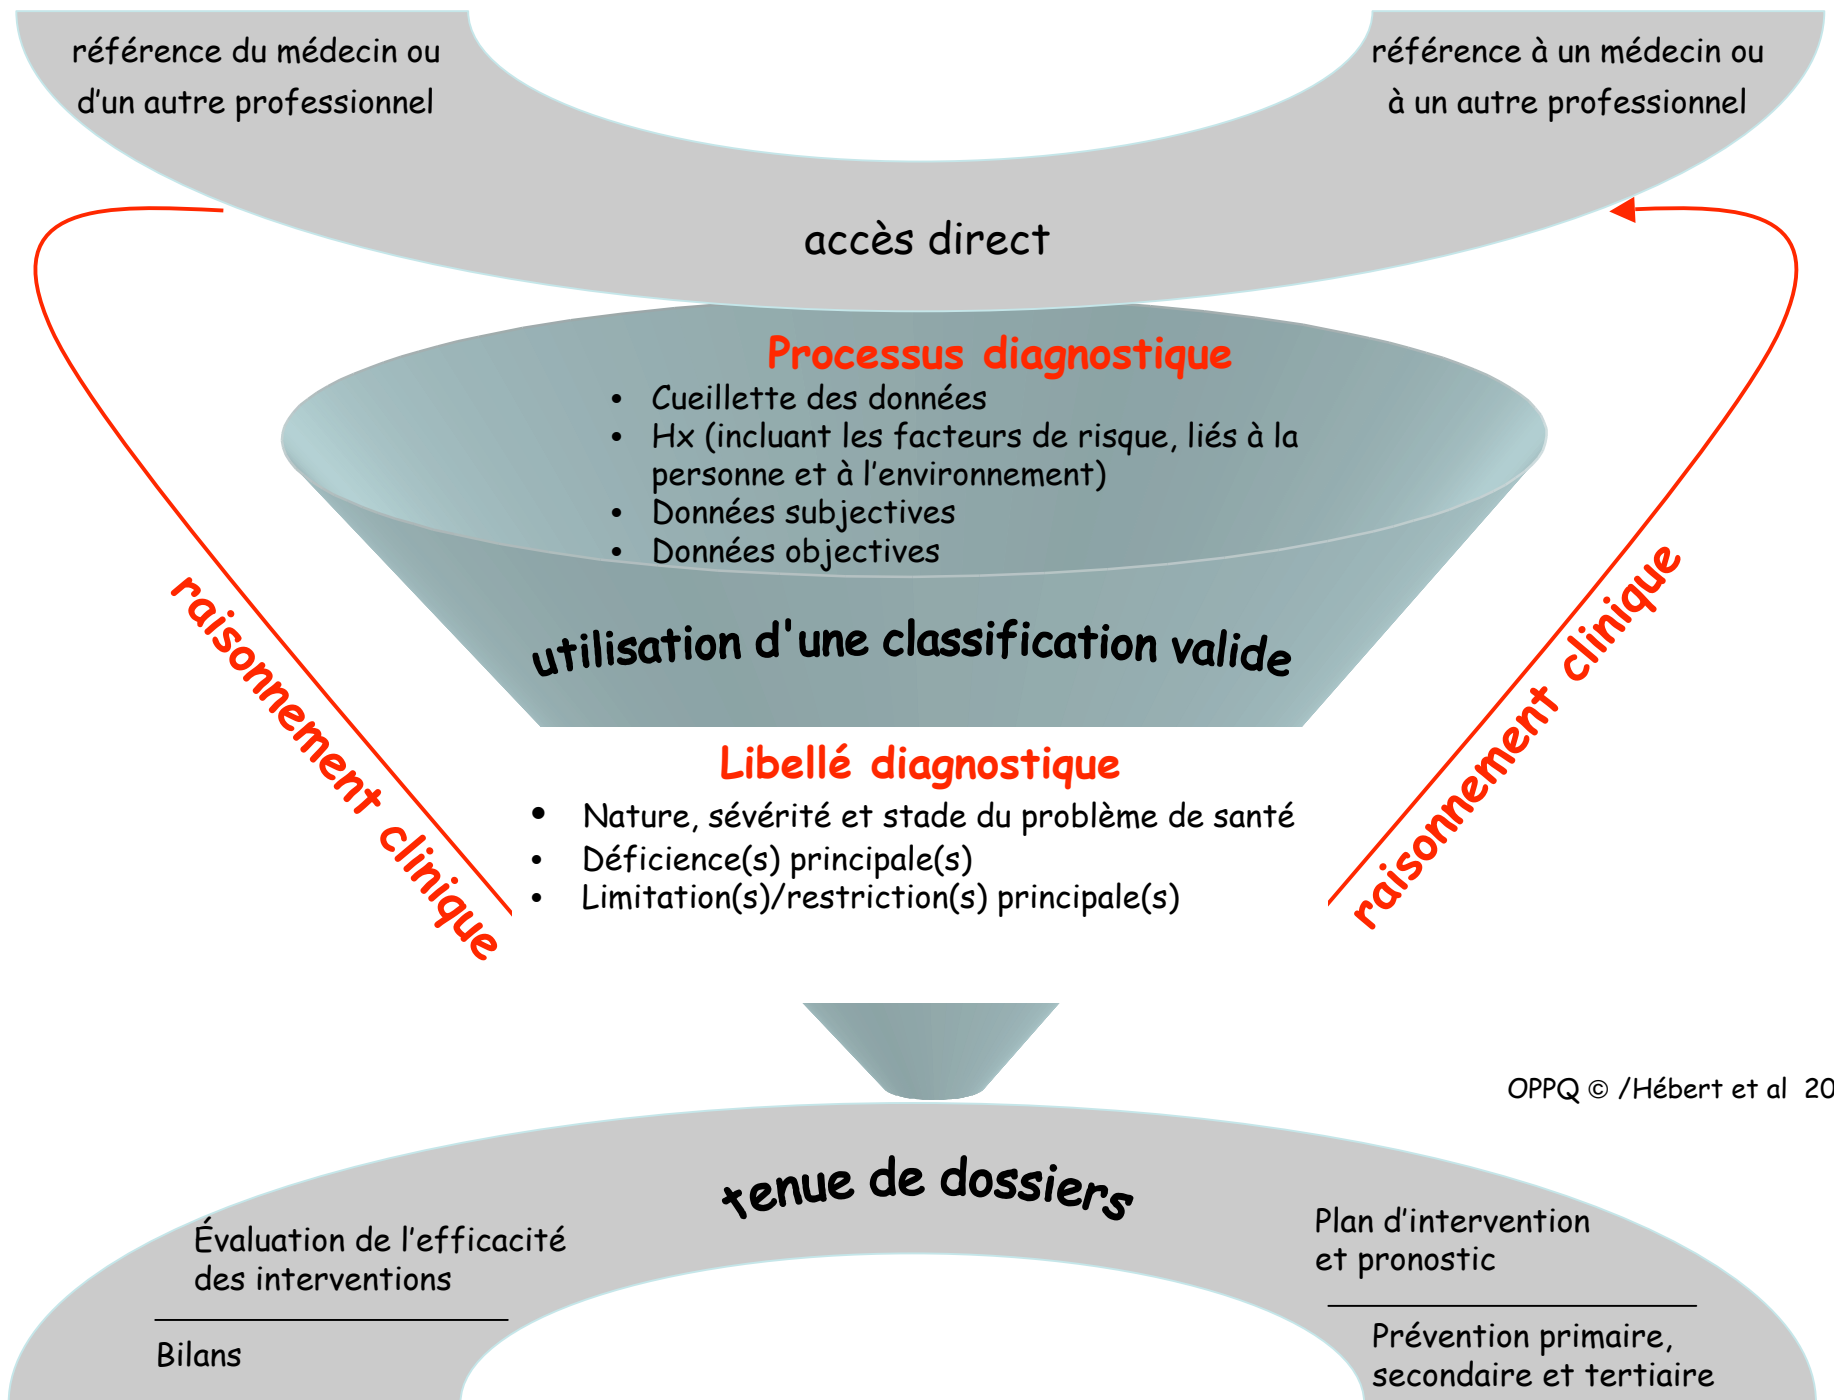 référence du médecin ou
d'un autre professionnel
référence à un médecin ou
à un autre professionnel
accès direct
Processus diagnostique
• Cueillette des données
• Hx (incluant les facteurs de risque, liés à la
personne et à l'environnement)
• Données subjectives
• Données objectives
utilisation d'une classification valide
raisonnement clinique
raisonnement clinique
Libellé diagnostique
• Nature, sévérité et stade du problème de santé
• Déficience(s) principale(s)
• Limitation(s)/restriction(s) principale(s)
OPPQ © /Hébert et al 20
tenue de dossiers
Évaluation de l'efficacité
des interventions
Bilans
Plan d'intervention
et pronostic
Prévention primaire,
secondaire et tertiaire